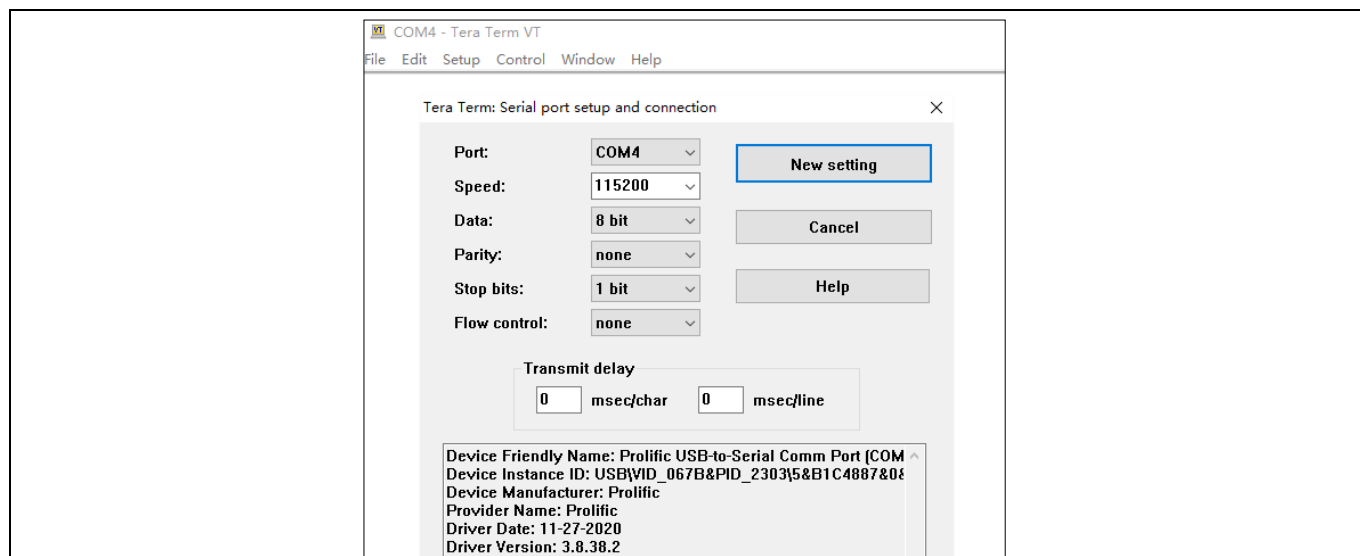 COM4 - Tera Term VT
File Edit Setup Control Window Help
Tera Term: Serial port setup and connection
Port: COM4 New setting
Speed: 115200
Data: 8 bit Cancel
Parity: none
Stop bits: 1 bit Help
Flow control: none
Transmit delay
0 msec/char 0 msec/line
Device Friendly Name: Prolific USB-to-Serial Comm Port (COM
Device Instance ID: USB\VID_067B&PID_2303\5&B1C4887&0&
Device Manufacturer: Prolific
Provider Name: Prolific
Driver Date: 11-27-2020
Driver Version: 3.8.38.2